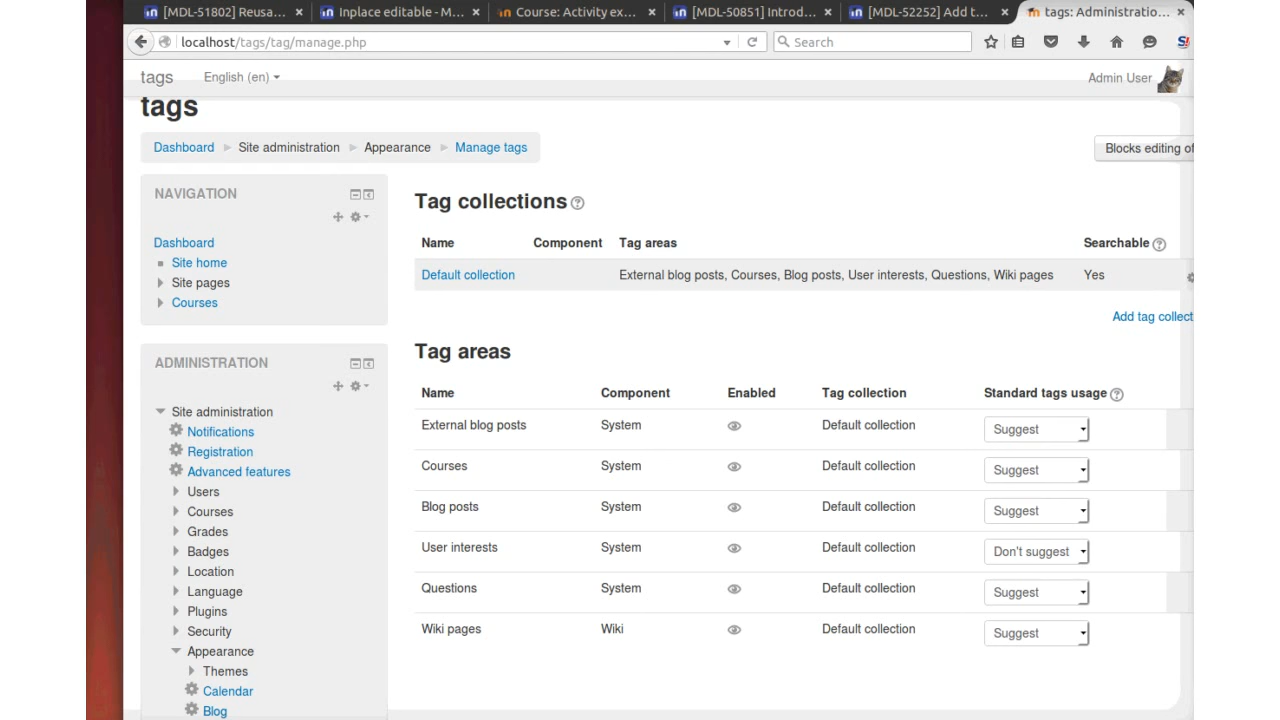 [MDL-51802] Reusa... × Inplace editable - M... × Course: Activity ex... × [MDL-50851] Introd... × [MDL-52252] Add t... × tags: Administratio... ×
localhost/tags/tag/manage.php Search
tags English (en) Admin User
tags
Dashboard Site administration Appearance Manage tags Blocks editing of
NAVIGATION
Dashboard
Site home
Site pages
Courses
ADMINISTRATION
Site administration
Notifications
Registration
Advanced features
Users
Courses
Grades
Badges
Location
Language
Plugins
Security
Appearance
Themes
Calendar
Blog
Tag collections
Name Component Tag areas Searchable
Default collection External blog posts, Courses, Blog posts, User interests, Questions, Wiki pages Yes
Add tag collect
Tag areas
Name Component Enabled Tag collection Standard tags usage
External blog posts System Default collection Suggest
Courses System Default collection Suggest
Blog posts System Default collection Suggest
User interests System Default collection Don't suggest
Questions System Default collection Suggest
Wiki pages Wiki Default collection Suggest